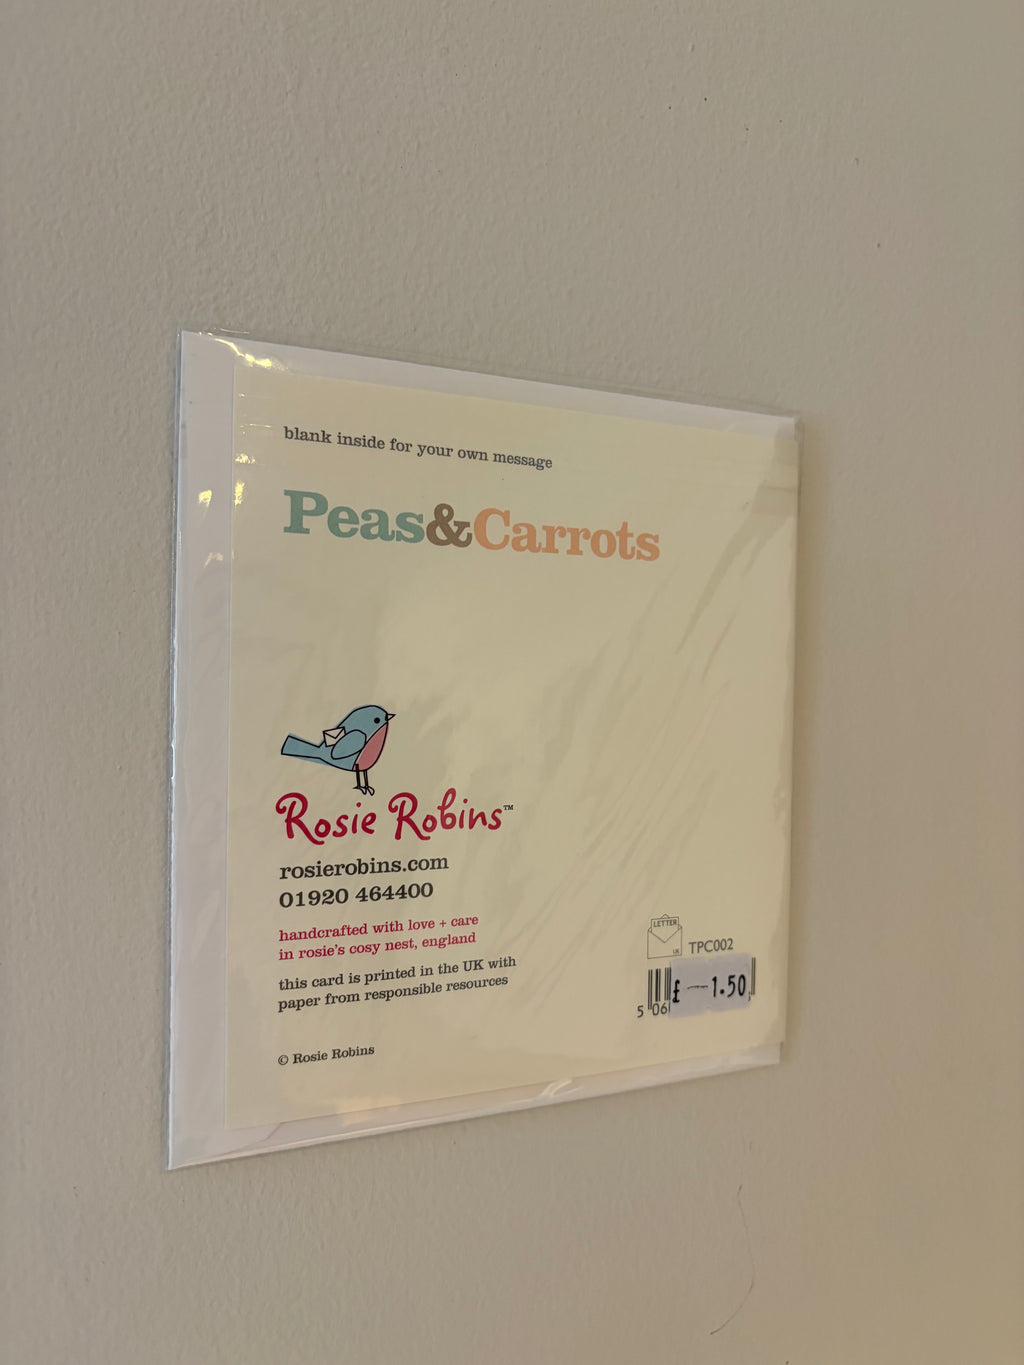 blank inside for your own message
Peas&Carrots
Rosie Robins™
rosierobins.com
01920 464400
handcrafted with love + care
in rosie's cosy nest, england
this card is printed in the UK with
paper from responsible resources
© Rosie Robins
LETTER
UK
TPC002
£ —1.50
5 06